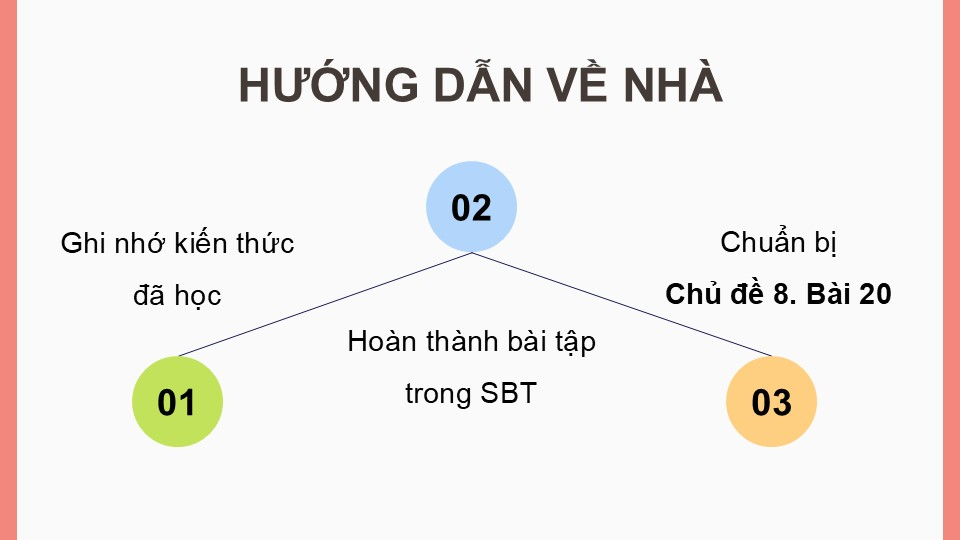 HƯỚNG DẪN VỀ NHÀ
01
Ghi nhớ kiến thức
đã học
02
Hoàn thành bài tập
trong SBT
03
Chuẩn bị
Chủ đề 8. Bài 20